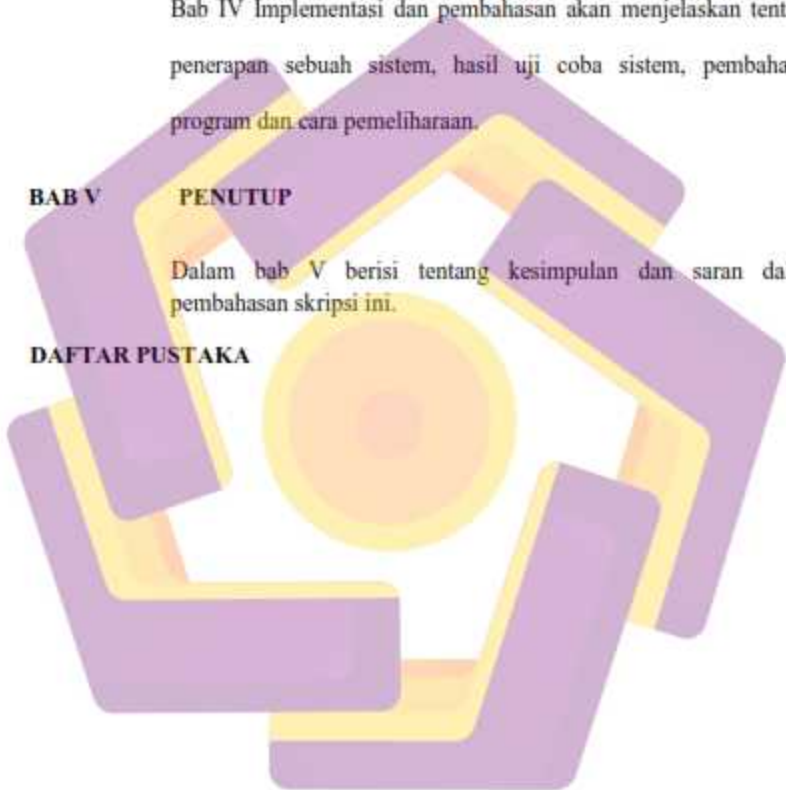 Bab IV Implementasi dan pembahasan akan menjelaskan tent
penerapan sebuah sistem, hasil uji coba sistem, pembaha
program dan cara pemeliharaan.
BAB V PENUTUP
Dalam bab V berisi tentang kesimpulan dan saran da
pembahasan skripsi ini.
DAFTAR PUSTAKA